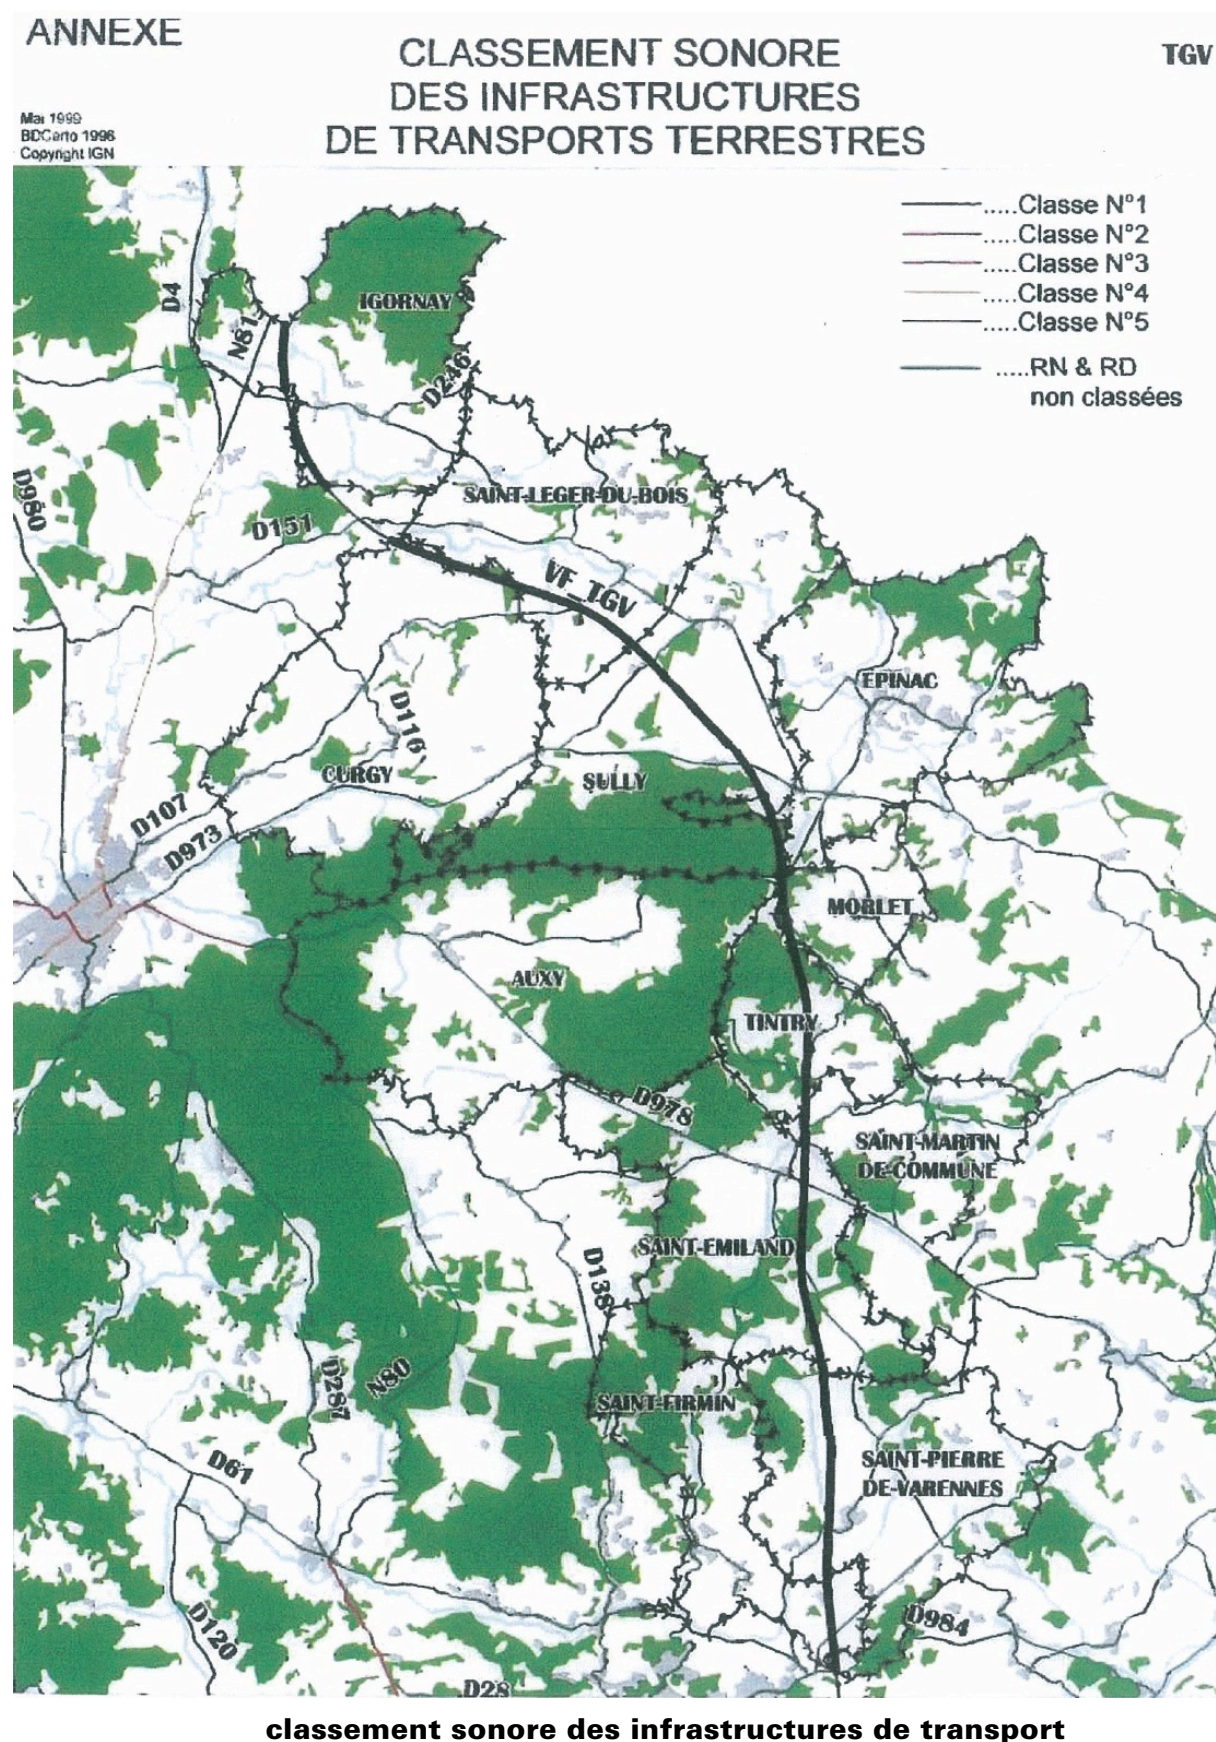 ANNEXE
CLASSEMENT SONORE
DES INFRASTRUCTURES
DE TRANSPORTS TERRESTRES
TGV
Mai 1999
BDCarto 1996
Copyright IGN
.....Classe N°1
.....Classe N°2
.....Classe N°3
.....Classe N°4
.....Classe N°5
.....RN & RD
non classées
D4
N81
IGORNAY
D246
D980
SAINT-LEGER-DU-BOIS
D151
VF_TGV
EPINAC
D116
CURGY
SULLY
D107
D973
MORLET
AUXY
TINTRY
D978
SAINT-MARTIN
DE-COMMUNE
SAINT-EMILAND
D138
N80
D287
SAINT-FIRMIN
D61
SAINT-PIERRE
DE-VARENNES
D120
D984
D28
classement sonore des infrastructures de transport